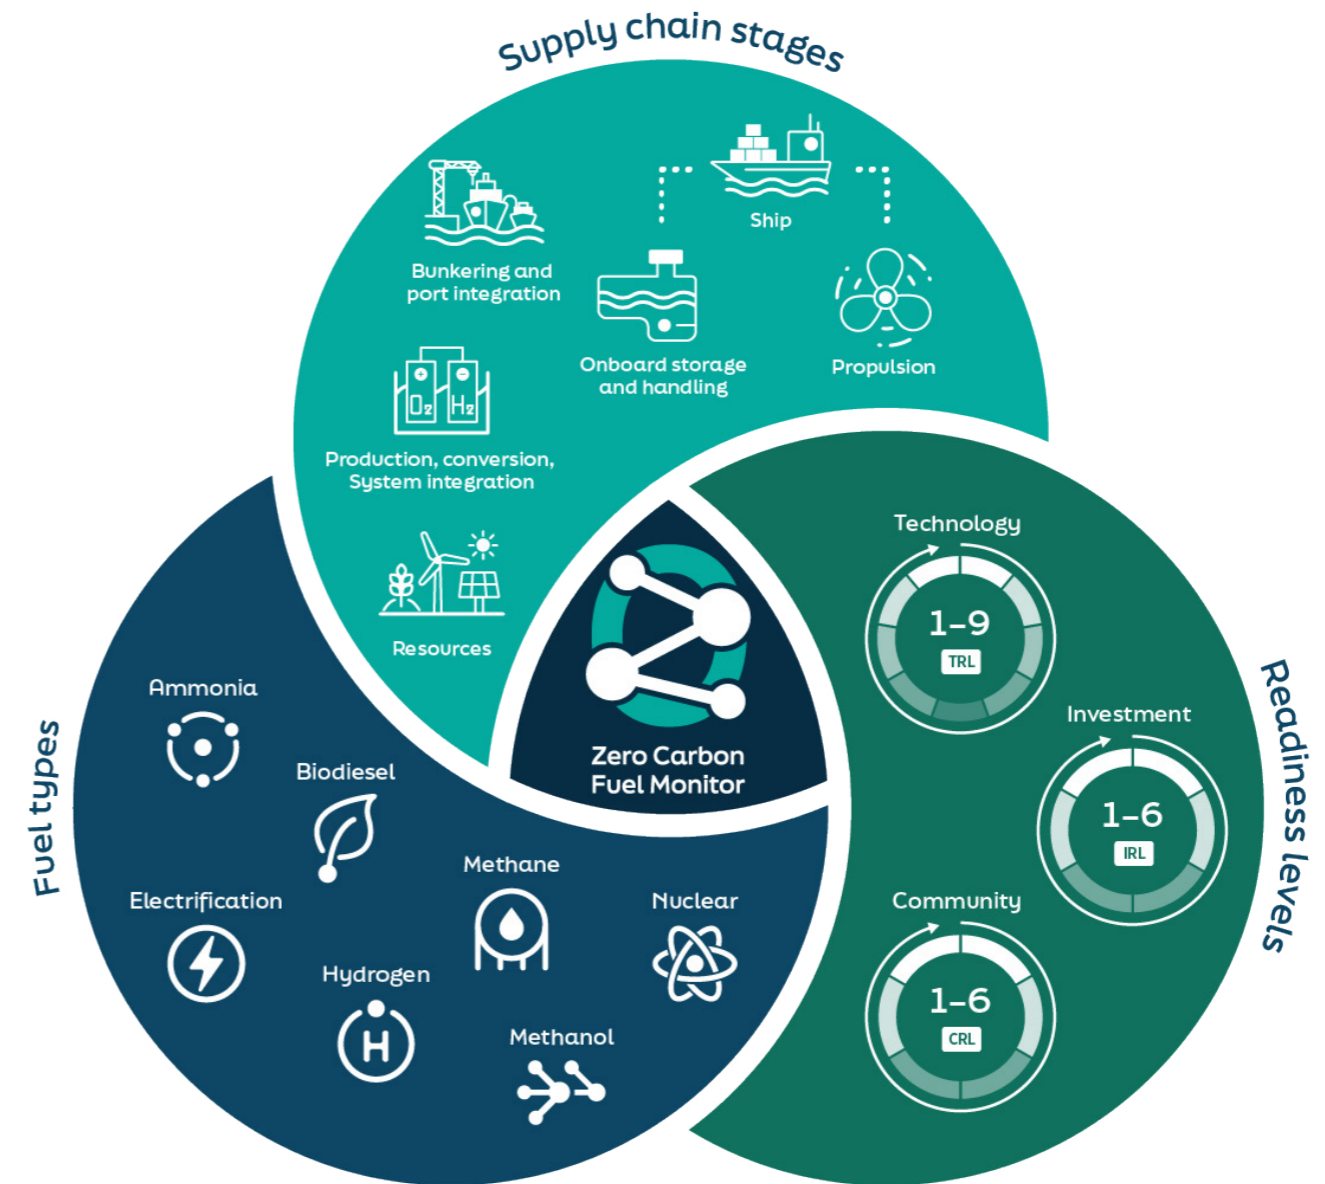 Supply chain stages
Ship
Bunkering and
port integration
Onboard storage
and handling
Propulsion
O2
H2
Production, conversion,
System integration
Resources
Zero Carbon
Fuel Monitor
Fuel types
Ammonia
Biodiesel
Methane
Electrification
Nuclear
Hydrogen
H
Methanol
Readiness levels
Technology
1–9
TRL
Investment
1–6
IRL
Community
1–6
CRL